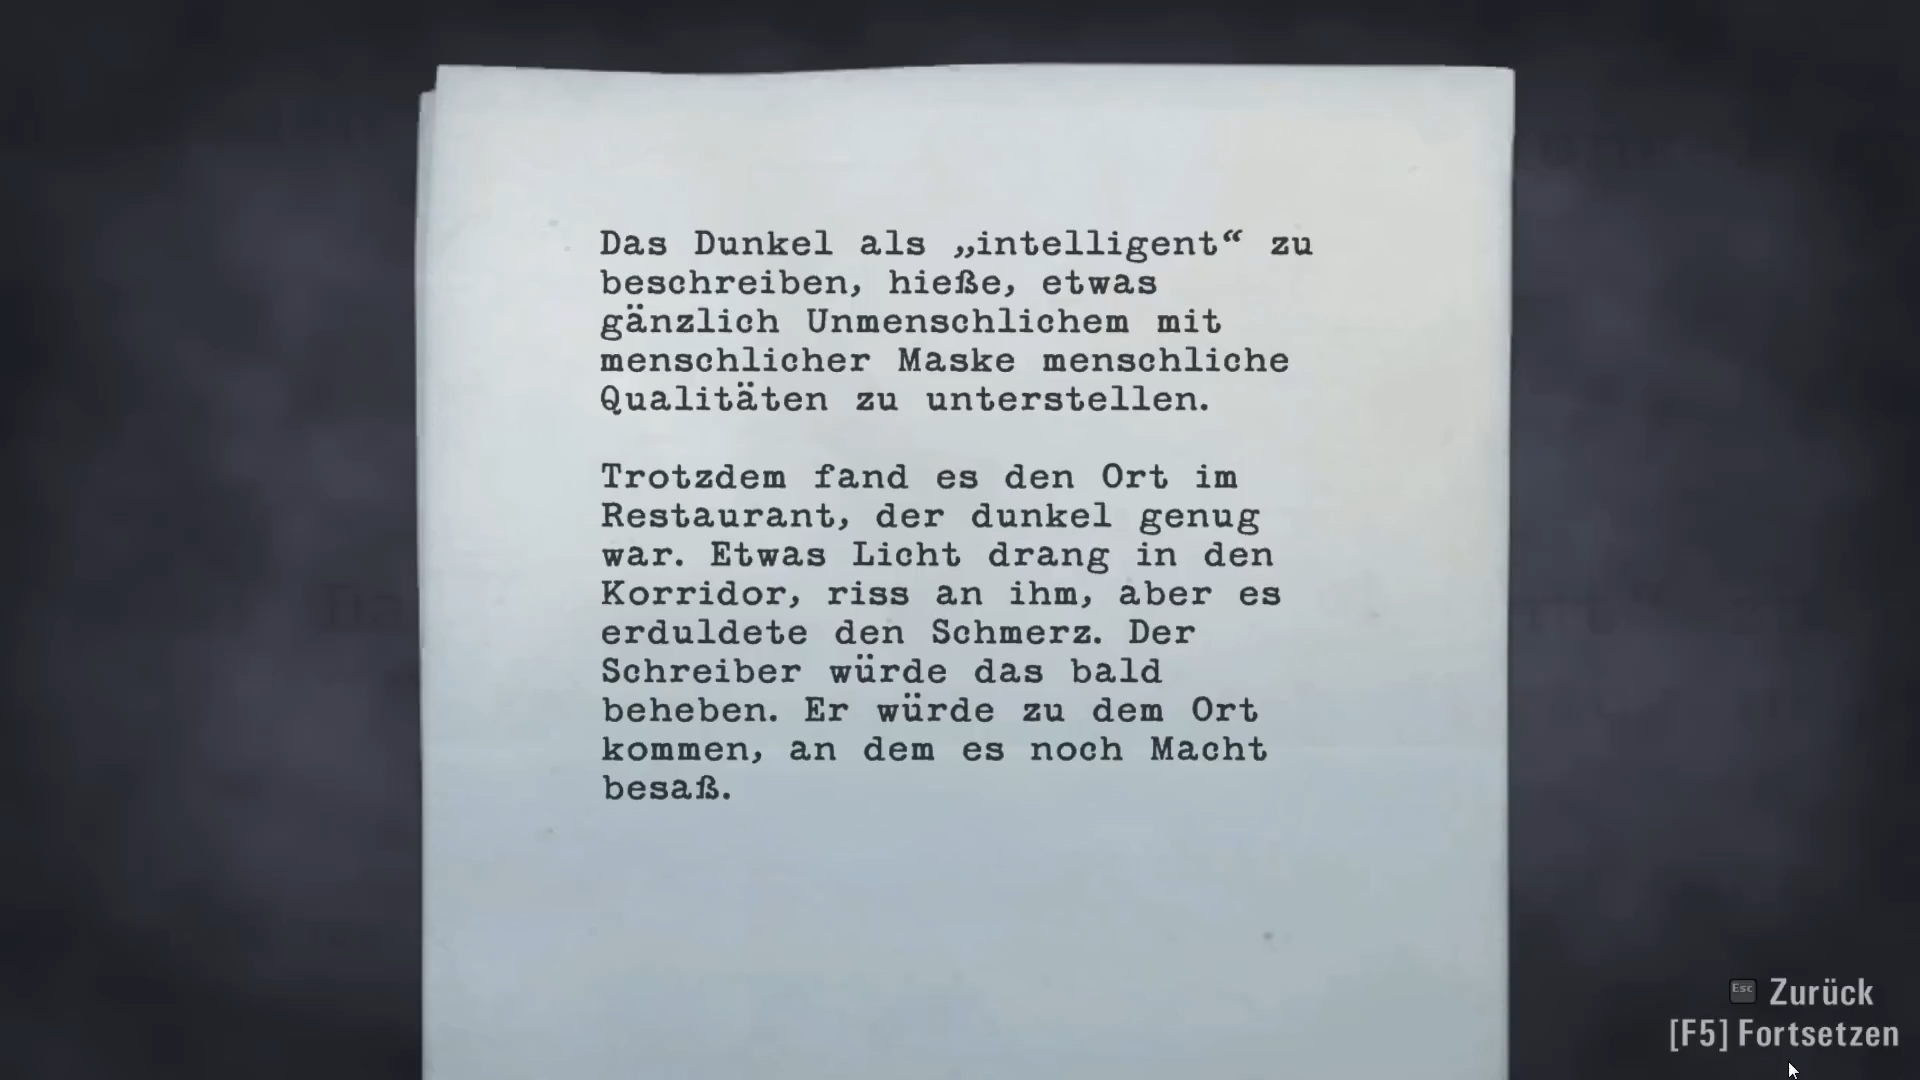 Das Dunkel als „intelligent“ zu
beschreiben, hieße, etwas
gänzlich Unmenschlichem mit
menschlicher Maske menschliche
Qualitäten zu unterstellen.
Trotzdem fand es den Ort im
Restaurant, der dunkel genug
war. Etwas Licht drang in den
Korridor, riss an ihm, aber es
erduldete den Schmerz. Der
Schreiber würde das bald
beheben. Er würde zu dem Ort
kommen, an dem es noch Macht
besaß.
Esc Zurück
[F5] Fortsetzen